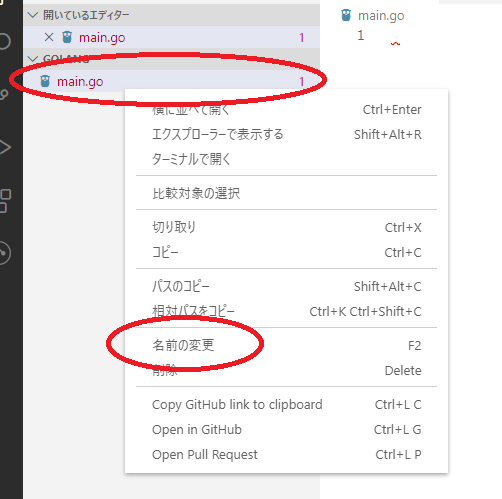 開いているエディター
main.go 1
GOLANG
main.go 1
main.go
1
横に並べて開く Ctrl+Enter
エクスプローラーで表示する Shift+Alt+R
ターミナルで開く
比較対象の選択
切り取り Ctrl+X
コピー Ctrl+C
パスのコピー Shift+Alt+C
相対パスをコピー Ctrl+K Ctrl+Shift+C
名前の変更 F2
削除 Delete
Copy GitHub link to clipboard Ctrl+L C
Open in GitHub Ctrl+L G
Open Pull Request Ctrl+L P